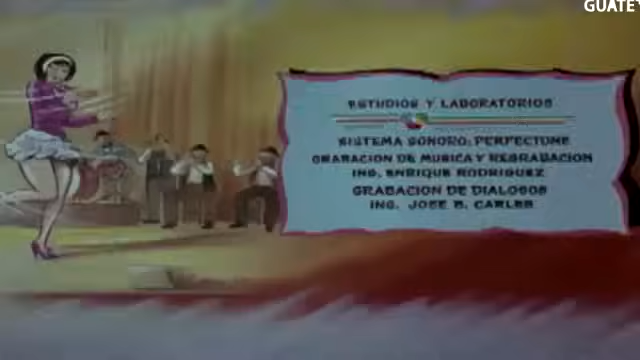 GUATE
ESTUDIOS Y LABORATORIOS
SISTEMA SONORO: PERFECTONE
GRABACION DE MUSICA Y REGRABACION
ING. ENRIQUE RODRIGUEZ
GRABACION DE DIALOGOS
ING. JOSE B. CARLES